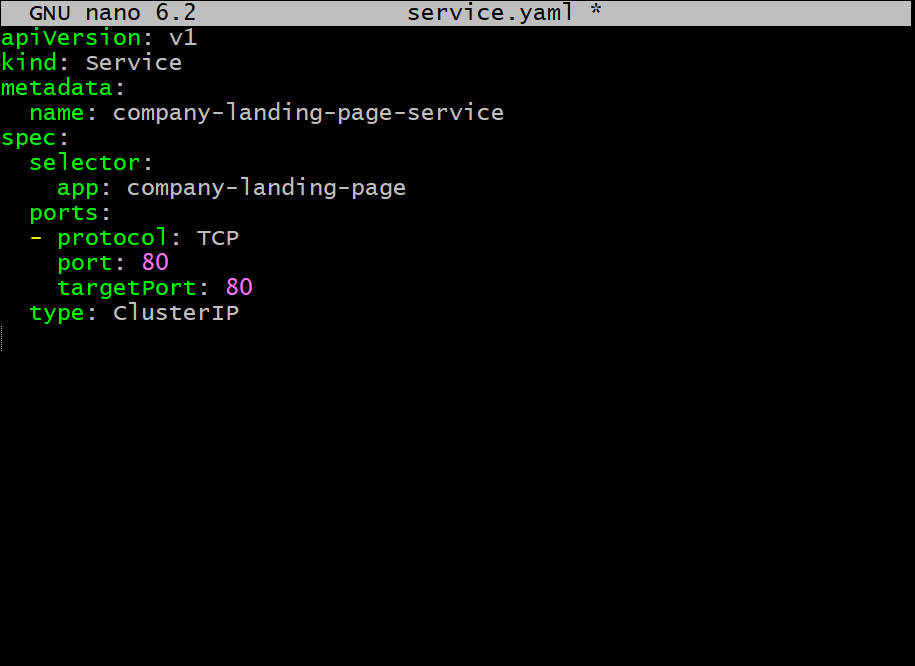 GNU nano 6.2 service.yaml *
apiVersion: v1
kind: Service
metadata:
  name: company-landing-page-service
spec:
  selector:
    app: company-landing-page
  ports:
  - protocol: TCP
    port: 80
    targetPort: 80
  type: ClusterIP